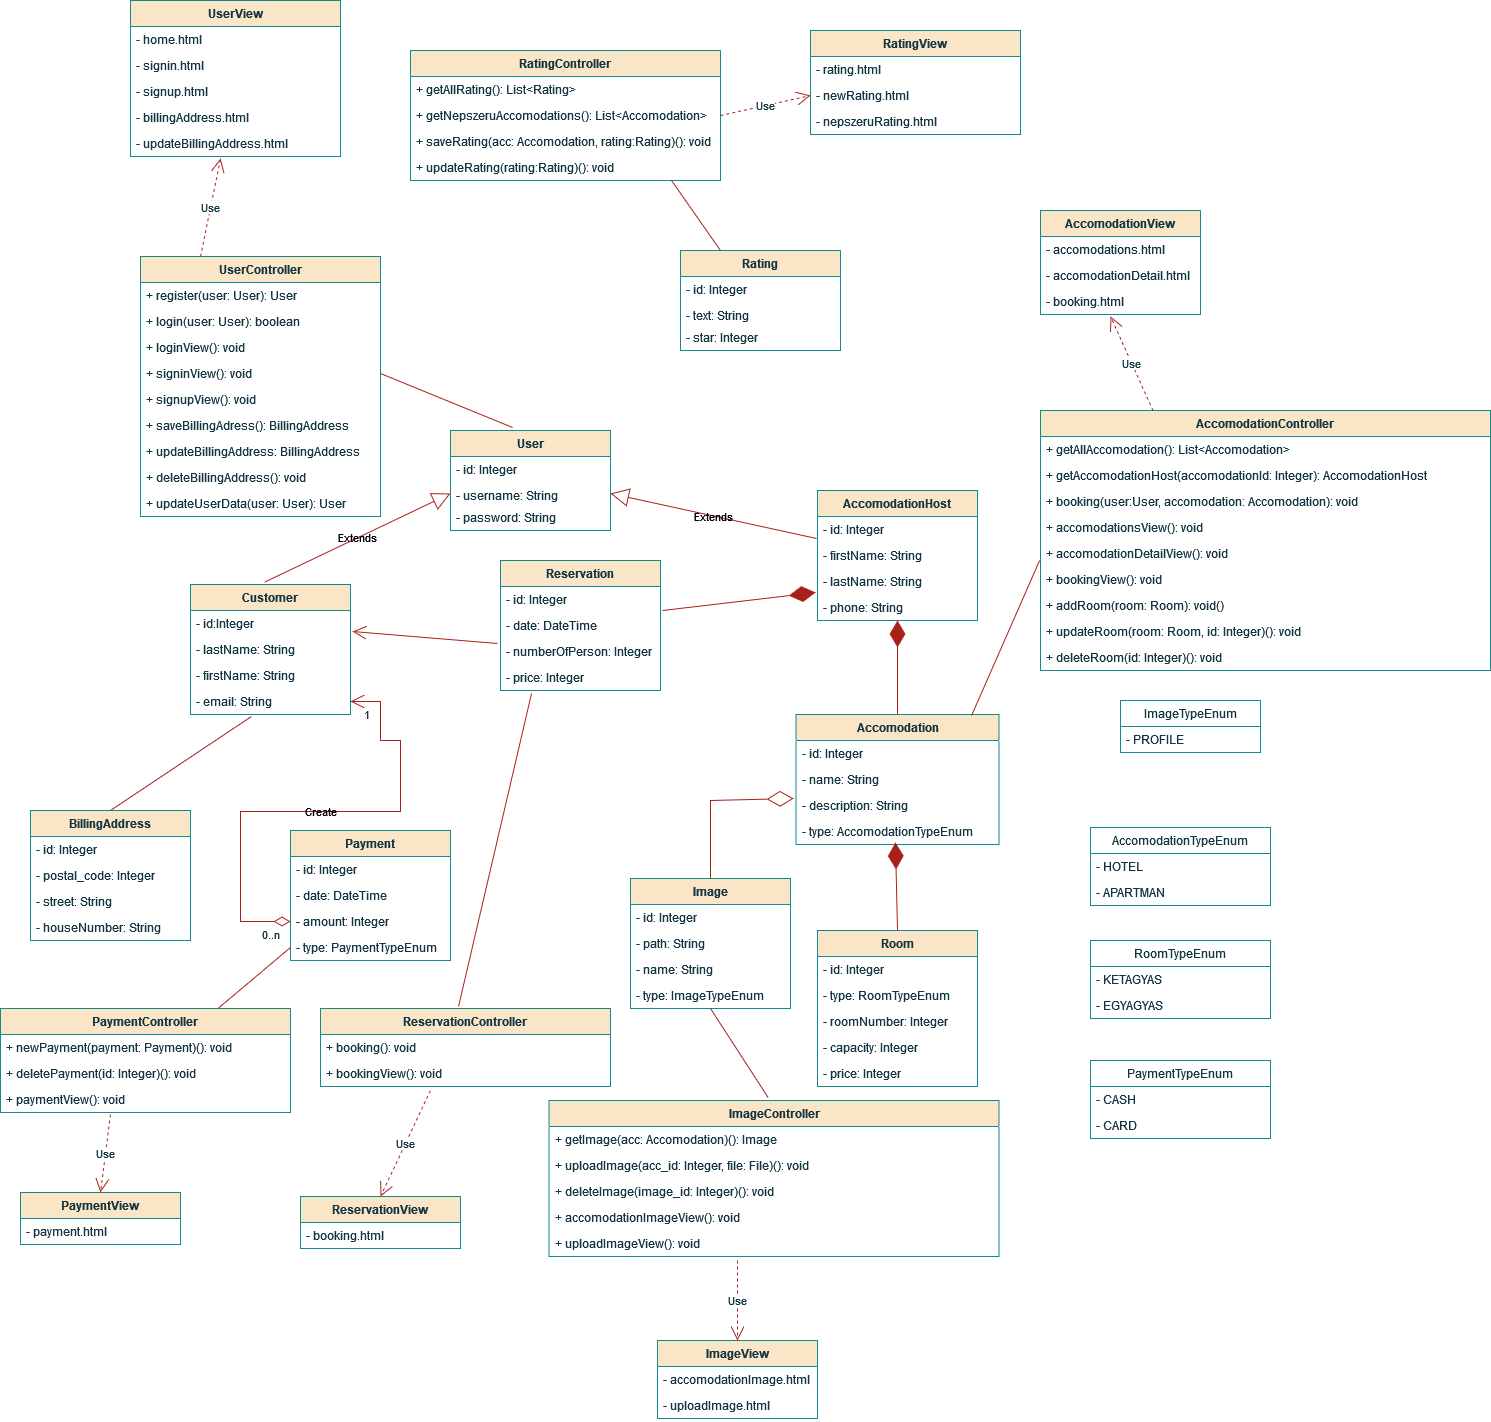 UserView
- home.html
- signin.html
- signup.html
- billingAddress.html
- updateBillingAddress.html
Use
RatingController
+ getAllRating(): List<Rating>
+ getNepszeruAccomodations(): List<Accomodation>
+ saveRating(acc: Accomodation, rating:Rating)(): void
+ updateRating(rating:Rating)(): void
Use
RatingView
- rating.html
- newRating.html
- nepszeruRating.html
Rating
- id: Integer
- text: String
- star: Integer
AccomodationView
- accomodations.html
- accomodationDetail.html
- booking.html
Use
UserController
+ register(user: User): User
+ login(user: User): boolean
+ loginView(): void
+ signinView(): void
+ signupView(): void
+ saveBillingAdress(): BillingAddress
+ updateBillingAddress: BillingAddress
+ deleteBillingAddress(): void
+ updateUserData(user: User): User
User
- id: Integer
- username: String
- password: String
Extends
Extends
AccomodationHost
- id: Integer
- firstName: String
- lastName: String
- phone: String
AccomodationController
+ getAllAccomodation(): List<Accomodation>
+ getAccomodationHost(accomodationId: Integer): AccomodationHost
+ booking(user:User, accomodation: Accomodation): void
+ accomodationsView(): void
+ accomodationDetailView(): void
+ bookingView(): void
+ addRoom(room: Room): void()
+ updateRoom(room: Room, id: Integer)(): void
+ deleteRoom(id: Integer)(): void
Customer
- id:Integer
- lastName: String
- firstName: String
- email: String
Reservation
- id: Integer
- date: DateTime
- numberOfPerson: Integer
- price: Integer
1
Create
0..n
Accomodation
- id: Integer
- name: String
- description: String
- type: AccomodationTypeEnum
ImageTypeEnum
- PROFILE
BillingAddress
- id: Integer
- postal_code: Integer
- street: String
- houseNumber: String
Payment
- id: Integer
- date: DateTime
- amount: Integer
- type: PaymentTypeEnum
AccomodationTypeEnum
- HOTEL
- APARTMAN
Image
- id: Integer
- path: String
- name: String
- type: ImageTypeEnum
Room
- id: Integer
- type: RoomTypeEnum
- roomNumber: Integer
- capacity: Integer
- price: Integer
RoomTypeEnum
- KETAGYAS
- EGYAGYAS
PaymentController
+ newPayment(payment: Payment)(): void
+ deletePayment(id: Integer)(): void
+ paymentView(): void
Use
ReservationController
+ booking(): void
+ bookingView(): void
Use
PaymentTypeEnum
- CASH
- CARD
ImageController
+ getImage(acc: Accomodation)(): Image
+ uploadImage(acc_id: Integer, file: File)(): void
+ deleteImage(image_id: Integer)(): void
+ accomodationImageView(): void
+ uploadImageView(): void
Use
PaymentView
- payment.html
ReservationView
- booking.html
ImageView
- accomodationImage.html
- uploadImage.html